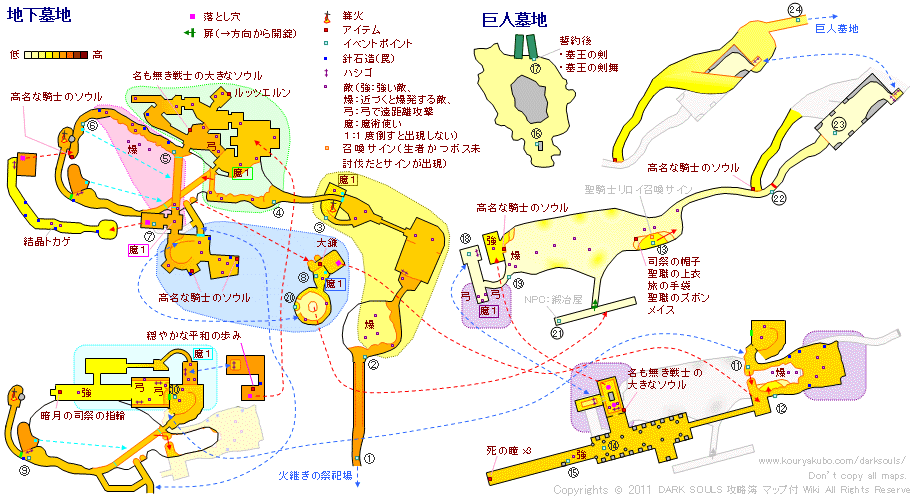 地下墓地
低
高
落とし穴
扉(→方向から開錠)
篝火
アイテム
イベントポイント
針石造(罠)
ハシゴ
敵(強:強い敵、
爆:近づくと爆発する敵、
弓:弓で遠距離攻撃
魔:魔術使い
1:1度倒すと出現しない)
召喚サイン(生者かつボス未
討伐だとサインが出現)
巨人墓地
誓約後
・墓王の剣
・墓王の剣舞
⑰
⑯
㉔
巨人墓地
㉓
高名な騎士のソウル
㉒
名も無き戦士の大きなソウル
ルッツエルン
高名な騎士のソウル
⑥
爆
⑤
弓
魔1
④
魔1
③
結晶トカゲ
⑦
魔1
高名な騎士のソウル
大鎌
⑧
魔1
⑳
爆
②
①
火継ぎの祭祀場
聖騎士リロイ召喚サイン
高名な騎士のソウル
⑱
強
爆
⑬
司祭の帽子
聖職の上衣
旅の手袋
聖職のズボン
メイス
弓
弓
魔1
⑲
NPC:鍛冶屋
㉑
穏やかな平和の歩み
魔1
弓
弓
⑩
強
暗月の司祭の指輪
⑨
名も無き戦士の
大きなソウル
⑪
爆
⑫
⑭
死の瞳×3
⑮
www.kouryakubo.com/darksouls/
Don't copy all maps.
Copyrights © 2011 DARK SOULS 攻略簿 マップ付 Wiki All Rights Reserve